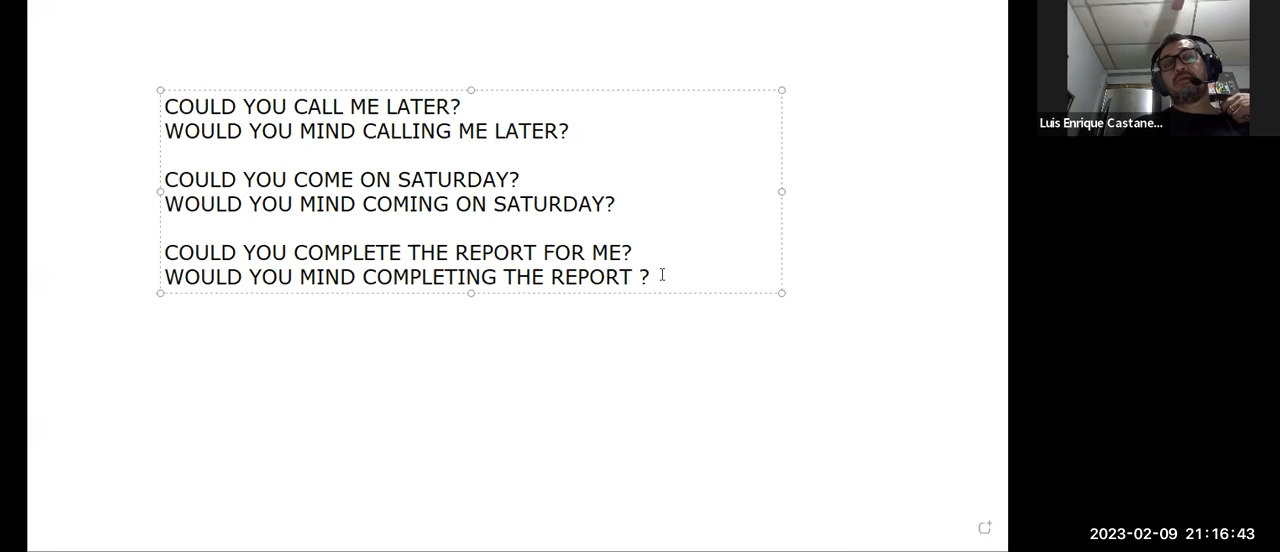 COULD YOU CALL ME LATER?
WOULD YOU MIND CALLING ME LATER?
COULD YOU COME ON SATURDAY?
WOULD YOU MIND COMING ON SATURDAY?
COULD YOU COMPLETE THE REPORT FOR ME?
WOULD YOU MIND COMPLETING THE REPORT ?
Luis Enrique Castane...
2023-02-09 21:16:43